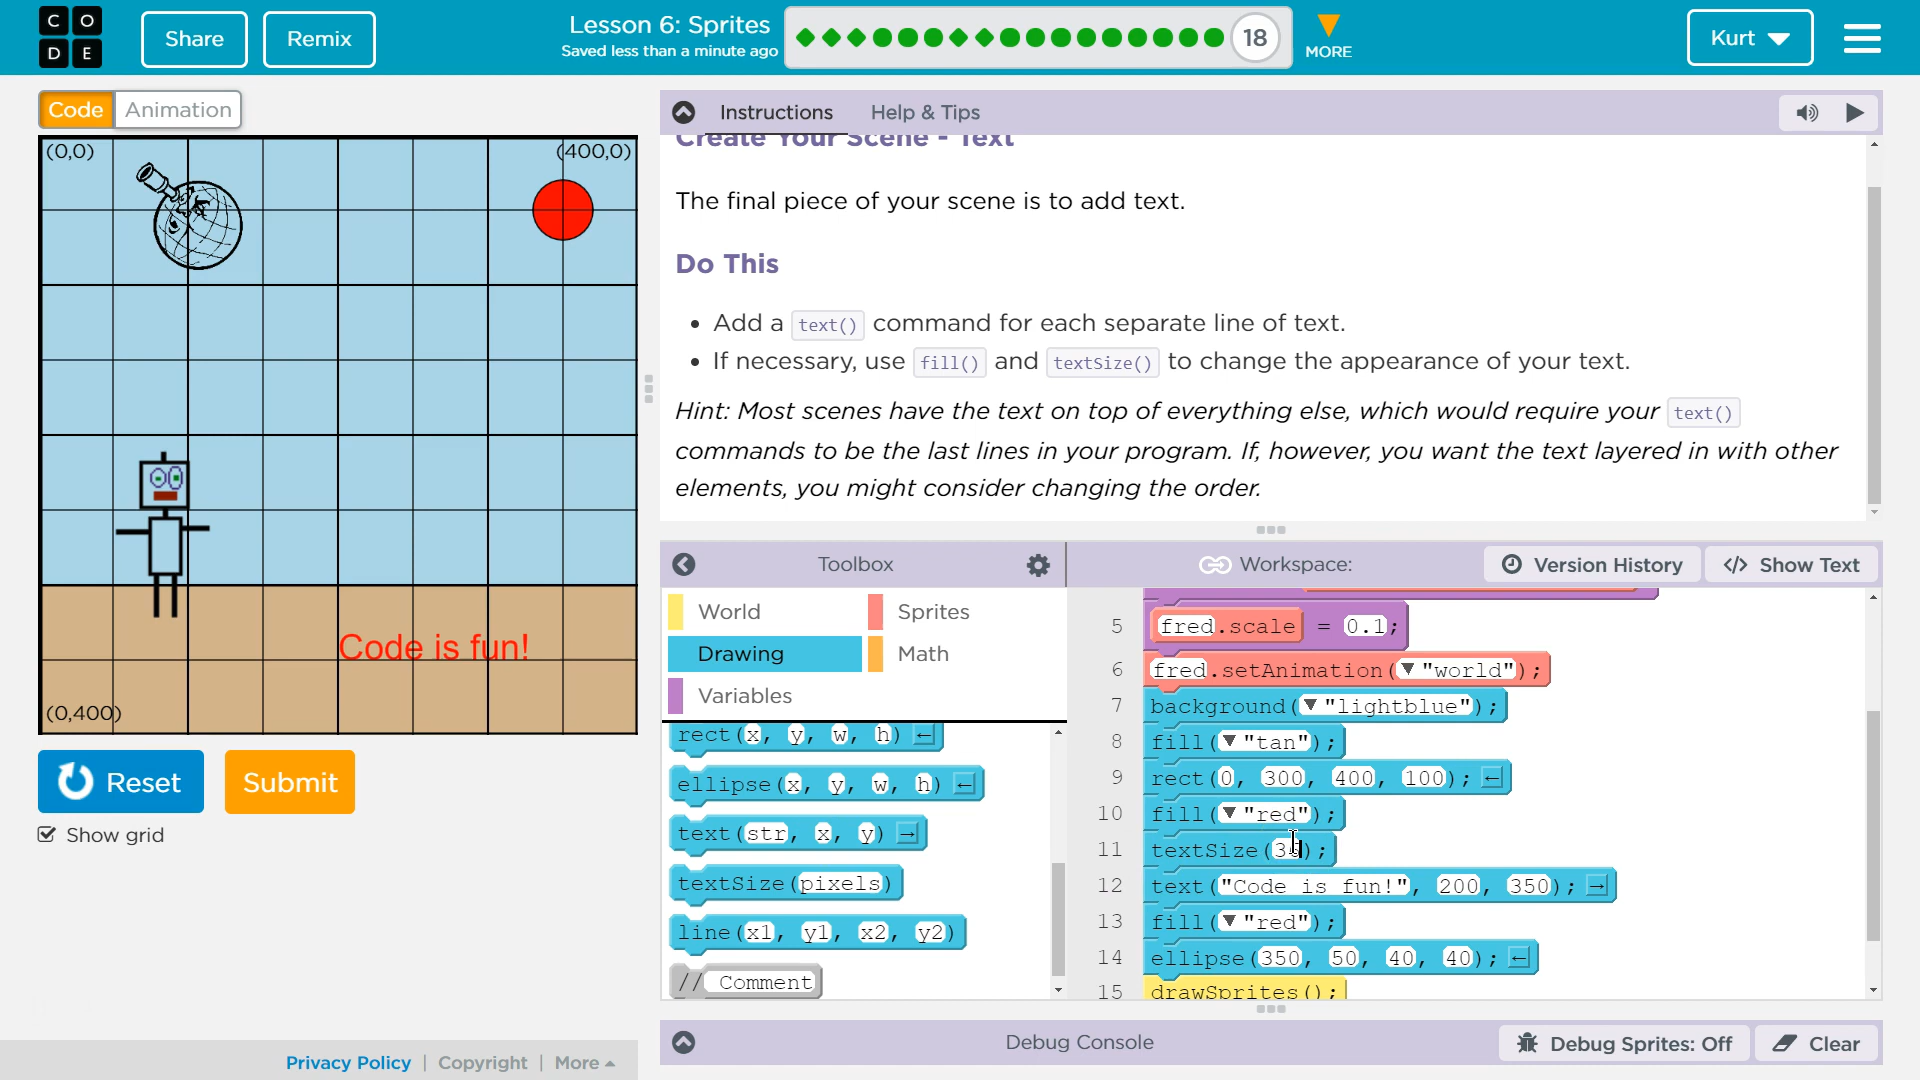 CODE
Share
Remix
Lesson 6: Sprites
Saved less than a minute ago
18
MORE
Kurt
Code
Animation
Instructions
Help & Tips
(0,0)
(400,0)
Code is fun!
(0,400)
Create Your Scene - Text
The final piece of your scene is to add text.
Do This
Add a text() command for each separate line of text.
If necessary, use fill() and textSize() to change the appearance of your text.
Hint: Most scenes have the text on top of everything else, which would require your text()
commands to be the last lines in your program. If, however, you want the text layered in with other
elements, you might consider changing the order.
Reset
Submit
Show grid
Toolbox
Workspace:
Version History
</> Show Text
World
Sprites
Drawing
Math
Variables
rect(x, y, w, h)
ellipse(x, y, w, h)
text(str, x, y)
textSize(pixels)
line(x1, y1, x2, y2)
// Comment
5 fred.scale = 0.1;
6 fred.setAnimation("world");
7 background("lightblue");
8 fill("tan");
9 rect(0, 300, 400, 100);
10 fill("red");
11 textSize(3);
12 text("Code is fun!", 200, 350);
13 fill("red");
14 ellipse(350, 50, 40, 40);
15 drawSprites();
Debug Console
Debug Sprites: Off
Clear
Privacy Policy | Copyright | More